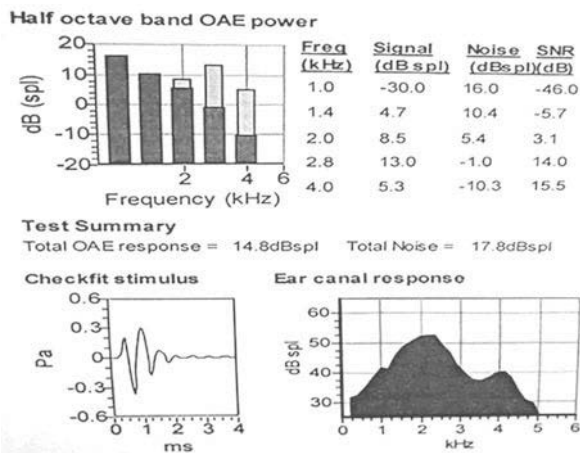 Half octave band OAE power
dB (spl)
20
10
0
-10
-20
2 4 6
Frequency (kHz)
Freq Signal Noise SNR
(kHz) (dB spl) (dBspl)(dB)
1.0 -30.0 16.0 -46.0
1.4 4.7 10.4 -5.7
2.0 8.5 5.4 3.1
2.8 13.0 -1.0 14.0
4.0 5.3 -10.3 15.5
Test Summary
Total OAE response = 14.8dBspl Total Noise = 17.8dBspl
Checkfit stimulus
Pa
0.6
0.3
0
-0.3
-0.6
0 1 2 3 4
ms
Ear canal response
dB spl
60
50
40
30
0 1 2 3 4 5 6
kHz